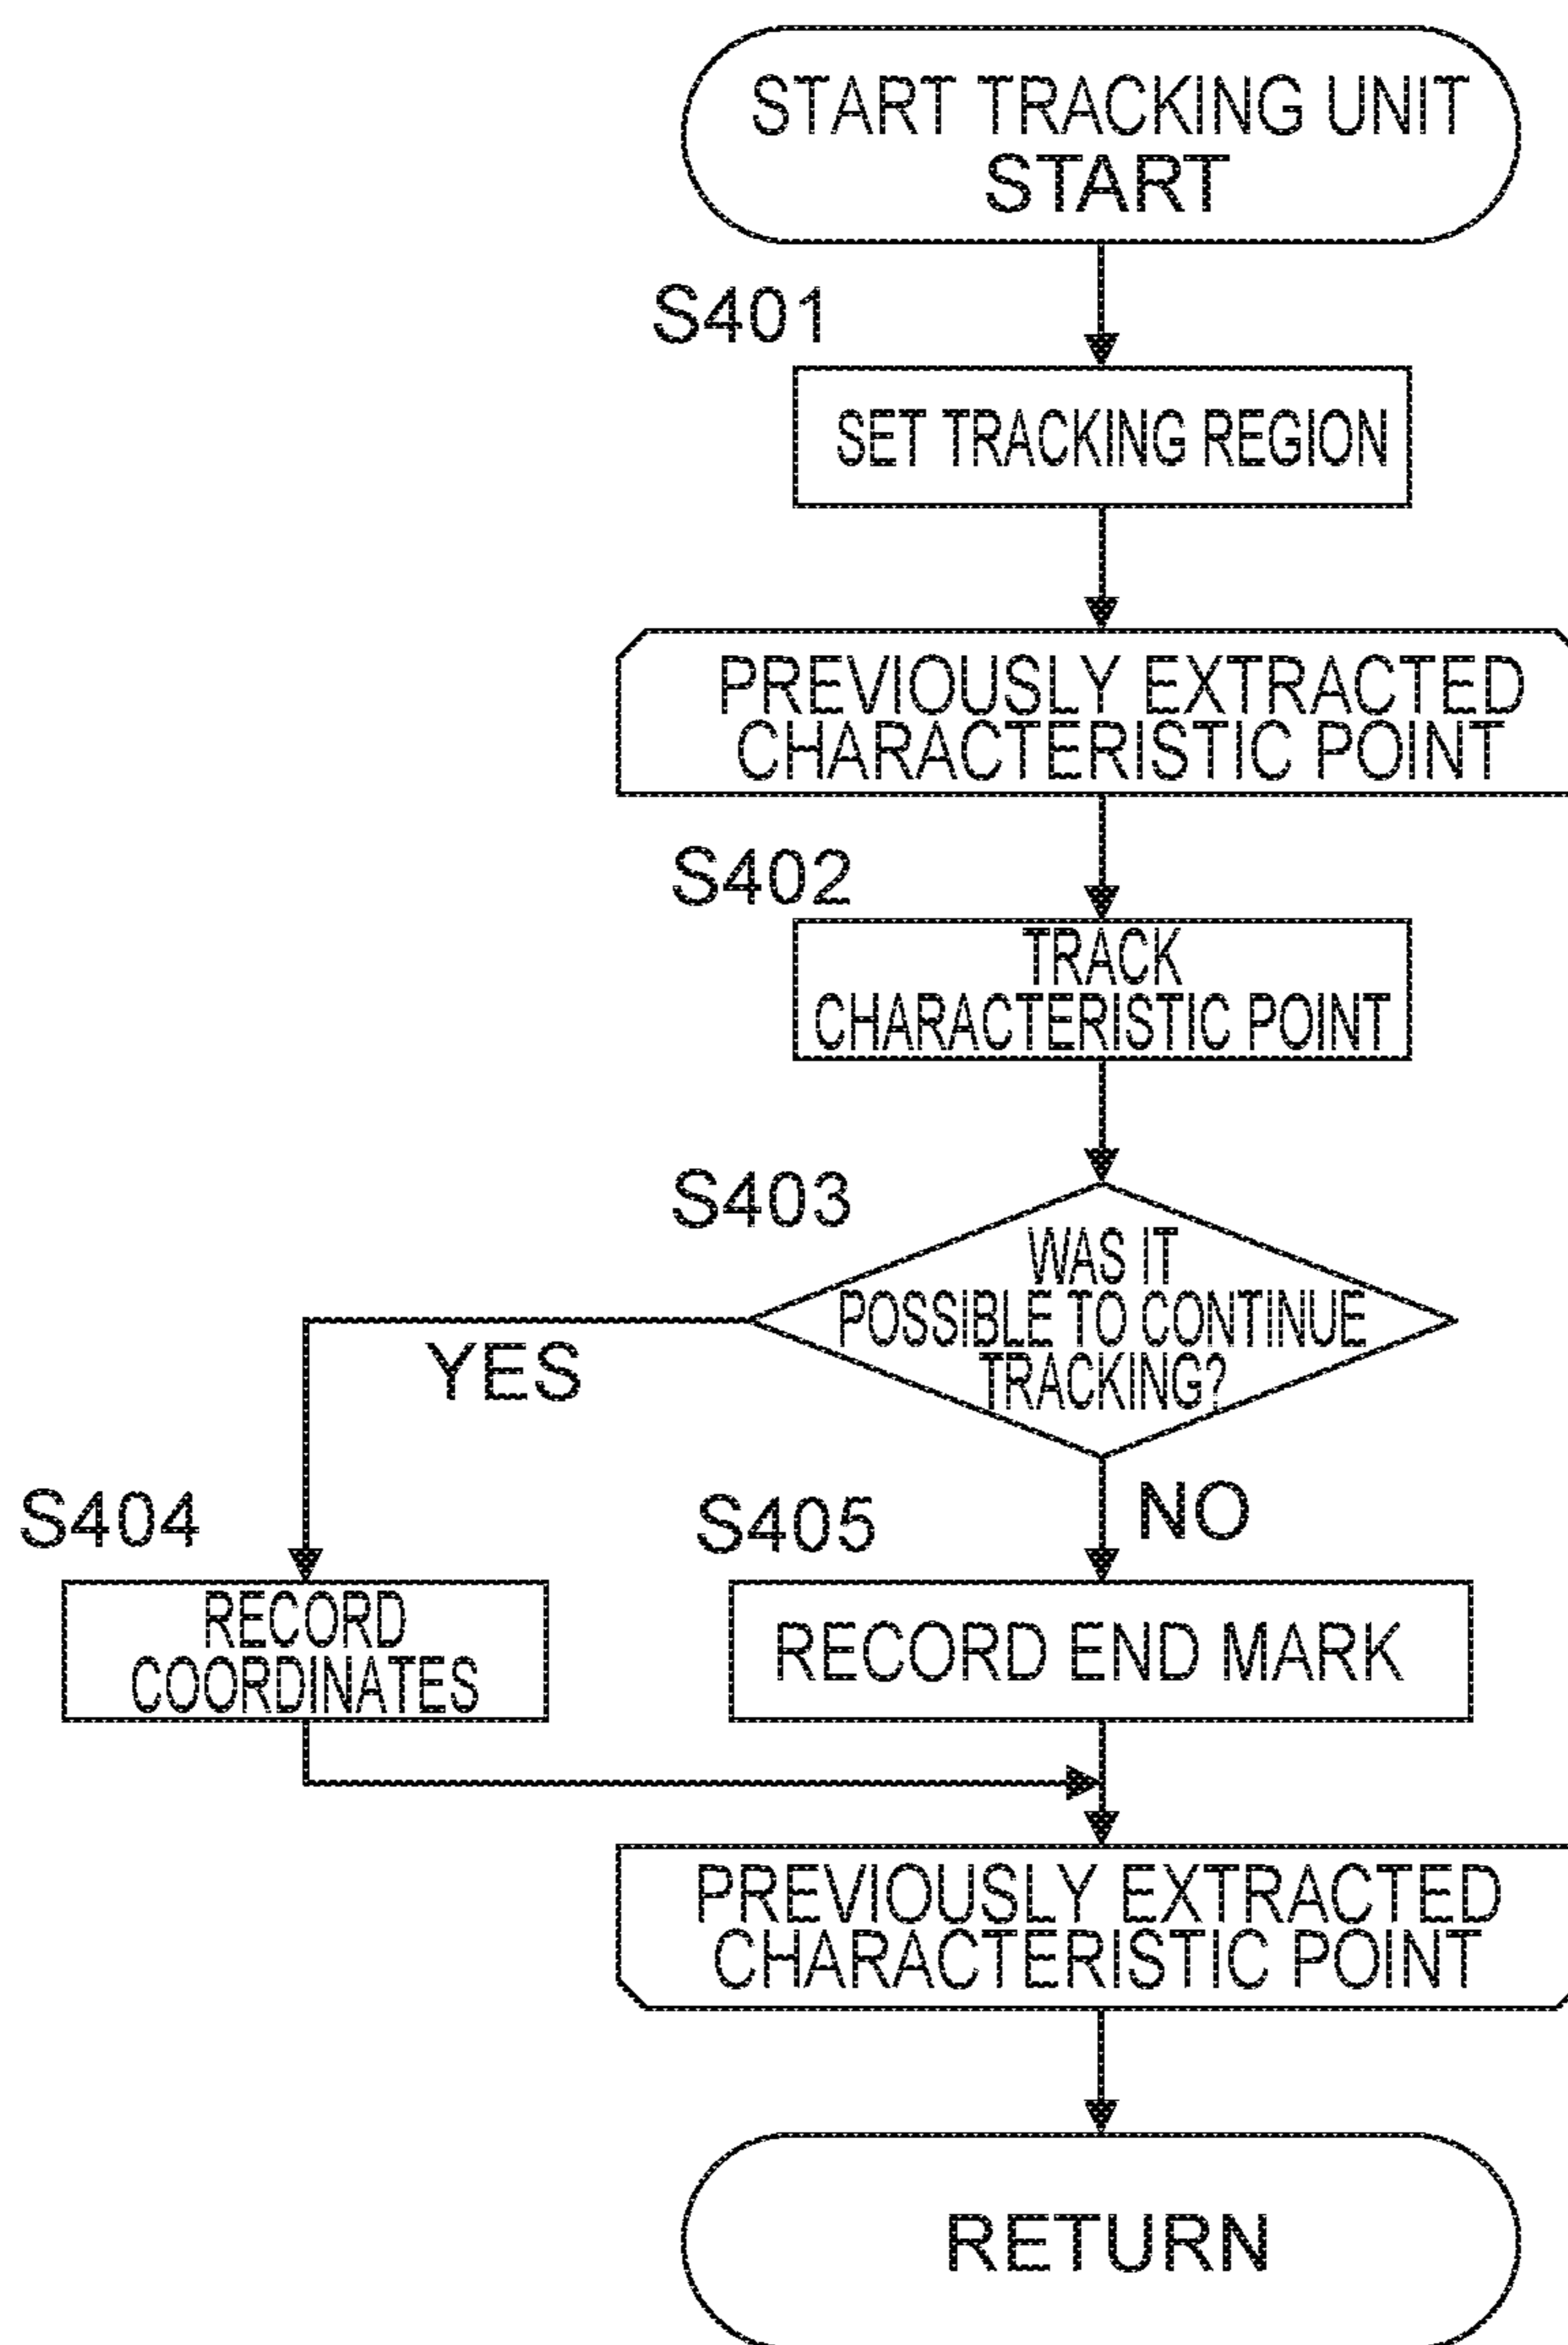 START TRACKING UNIT
START
S401
SET TRACKING REGION
PREVIOUSLY EXTRACTED
CHARACTERISTIC POINT
S402
TRACK
CHARACTERISTIC POINT
S403
WAS IT
POSSIBLE TO CONTINUE
TRACKING?
YES
NO
S404
RECORD
COORDINATES
S405
RECORD END MARK
PREVIOUSLY EXTRACTED
CHARACTERISTIC POINT
RETURN